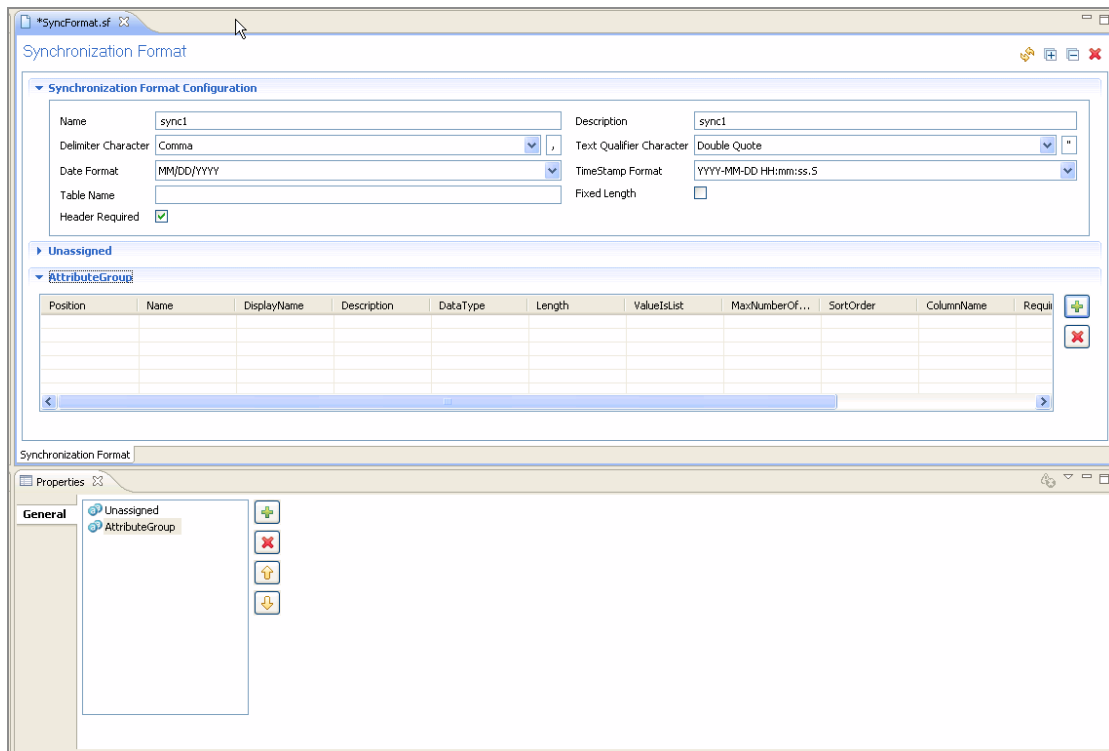 *SyncFormat.sf
Synchronization Format
Synchronization Format Configuration
Name sync1 Description sync1
Delimiter Character Comma , Text Qualifier Character Double Quote "
Date Format MM/DD/YYYY TimeStamp Format YYYY-MM-DD HH:mm:ss.S
Table Name Fixed Length
Header Required
Unassigned
AttributeGroup
Position Name DisplayName Description DataType Length ValueIsList MaxNumberOf... SortOrder ColumnName Requi
Synchronization Format
Properties
General
Unassigned
AttributeGroup